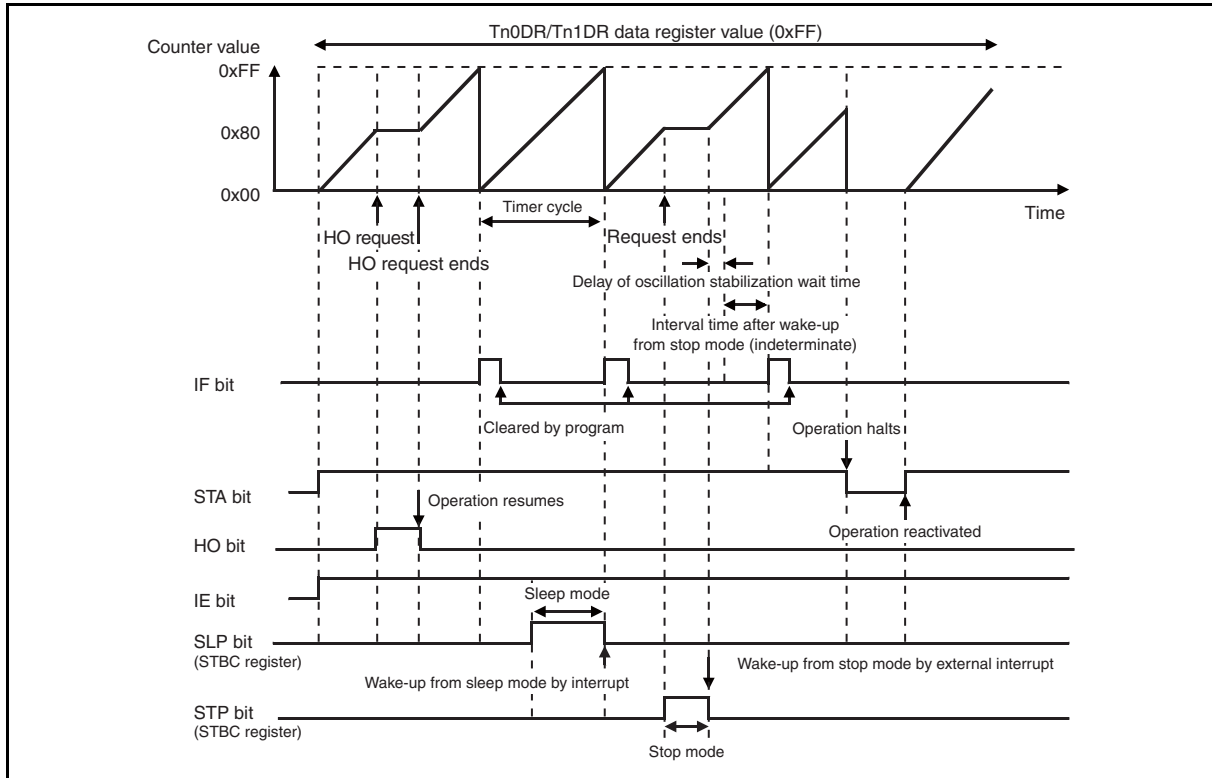 Tn0DR/Tn1DR data register value (0xFF)
Counter value
0xFF
0x80
0x00
Time
Timer cycle
HO request
Request ends
HO request ends
Delay of oscillation stabilization wait time
Interval time after wake-up
from stop mode (indeterminate)
IF bit
Cleared by program
Operation halts
STA bit
Operation resumes
Operation reactivated
HO bit
IE bit
Sleep mode
SLP bit
(STBC register)
Wake-up from sleep mode by interrupt
Wake-up from stop mode by external interrupt
STP bit
(STBC register)
Stop mode